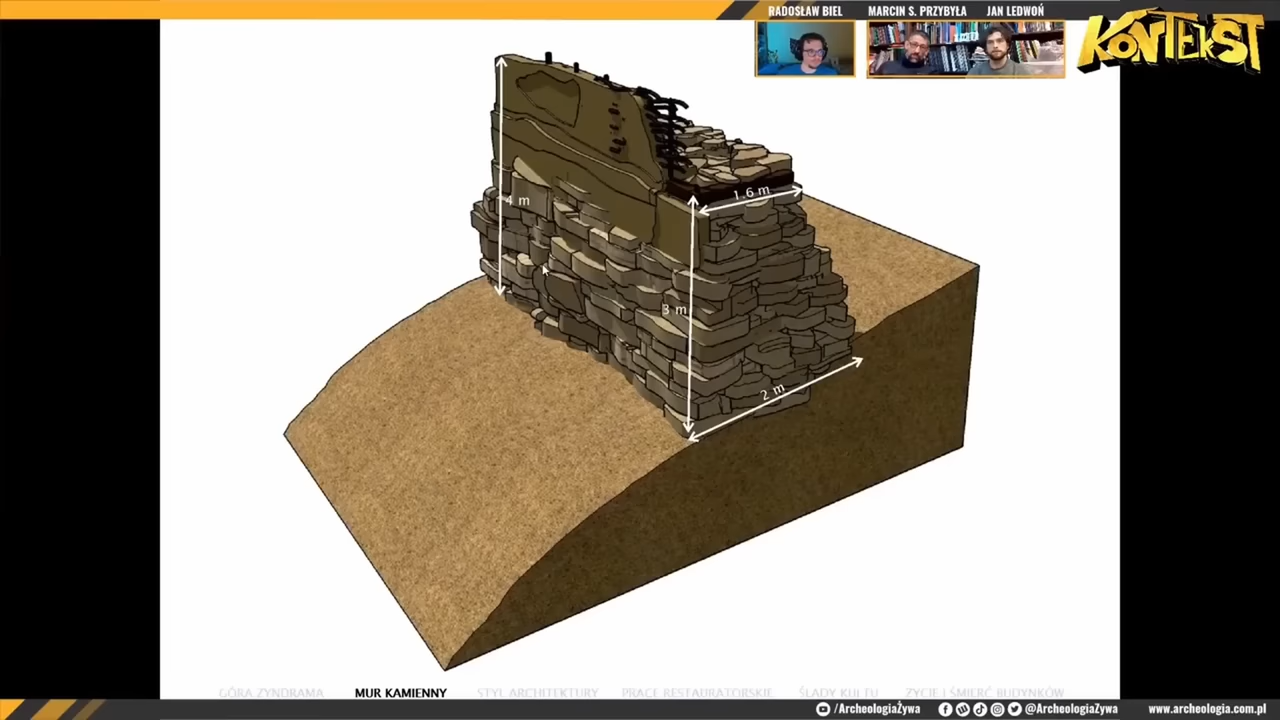 RADOSŁAW BIEL MARCIN S. PRZYBYŁA JAN LEDWOŃ
KONTEKST
4 m
1.6 m
3 m
2 m
GÓRA ZYNDRAMA MUR KAMIENNY STYL ARCHITEKTURY PRACE RESTAURATORSKIE ŚLADY KULTU ŻYCIE I ŚMIERĆ BUDYNKÓW
/ArcheologiaŻywa @ArcheologiaZywa www.archeologia.com.pl